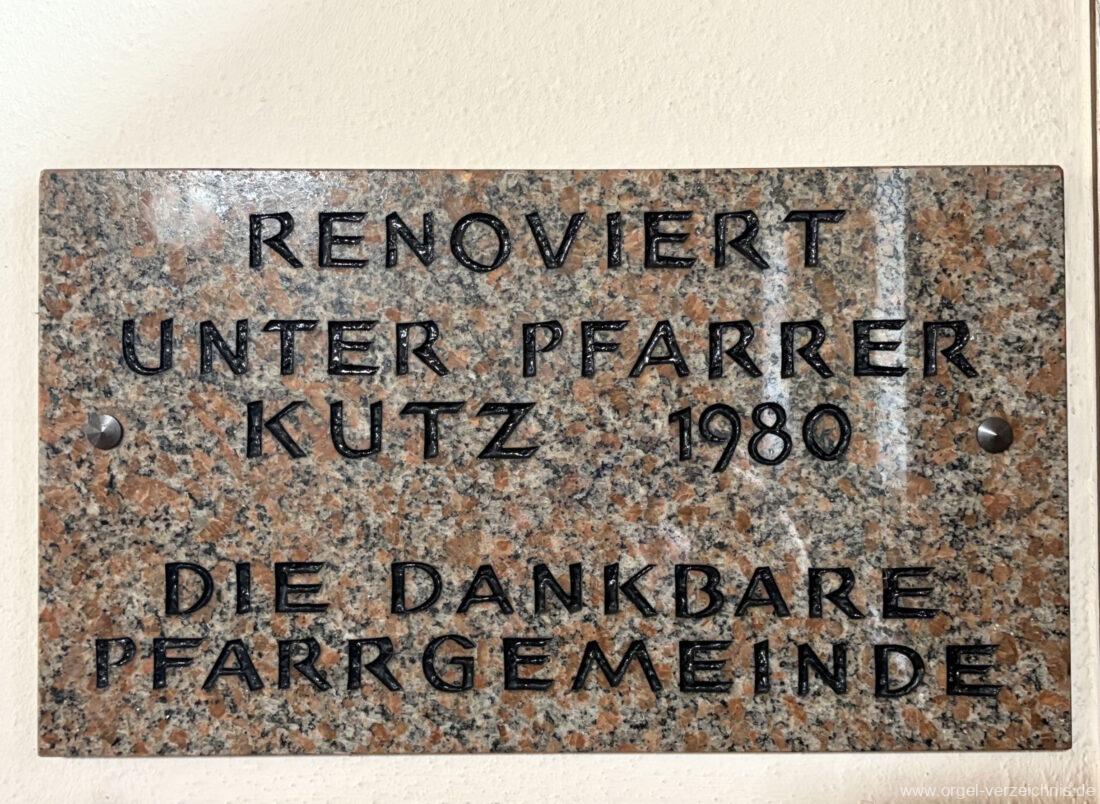 RENOVIERT
UNTER PFARRER
KUTZ 1980
DIE DANKBARE
PFARRGEMEINDE
www.orgel-verzeichnis.de